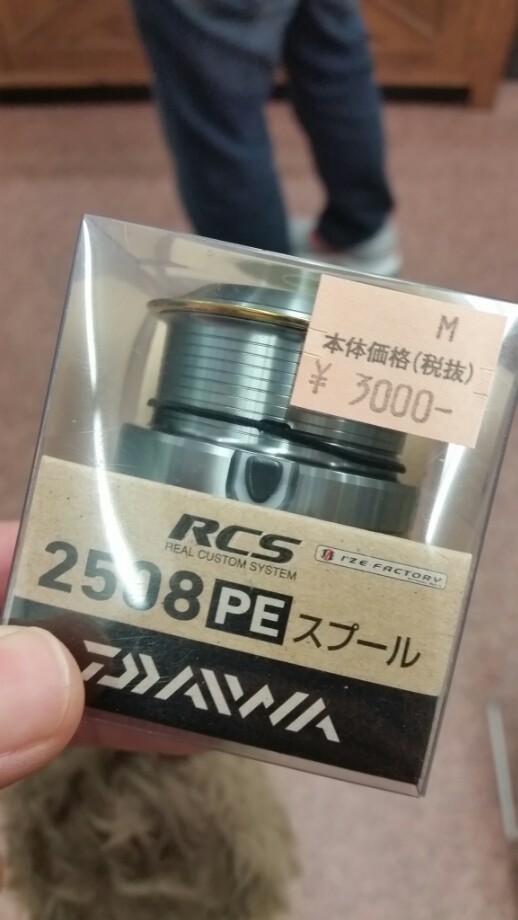 M
本体価格(税抜)
¥ 3000-
RCS
REAL CUSTOM SYSTEM
I'ZE FACTORY
2508 PE スプール
DAIWA